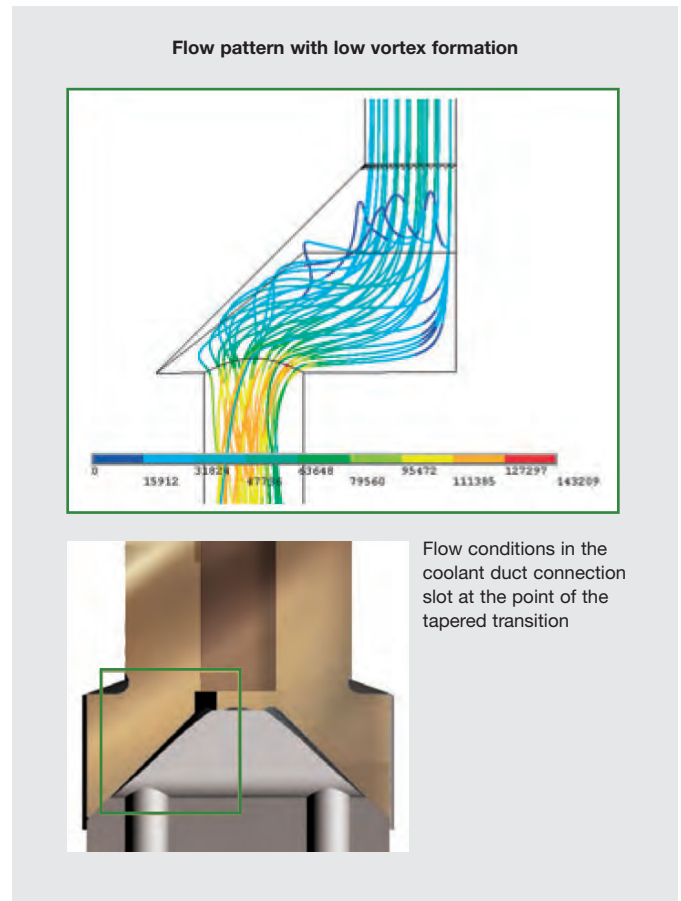 Flow pattern with low vortex formation
0 31824 63648 95472 127297
15912 47736 79560 111385 143209
Flow conditions in the
coolant duct connection
slot at the point of the
tapered transition